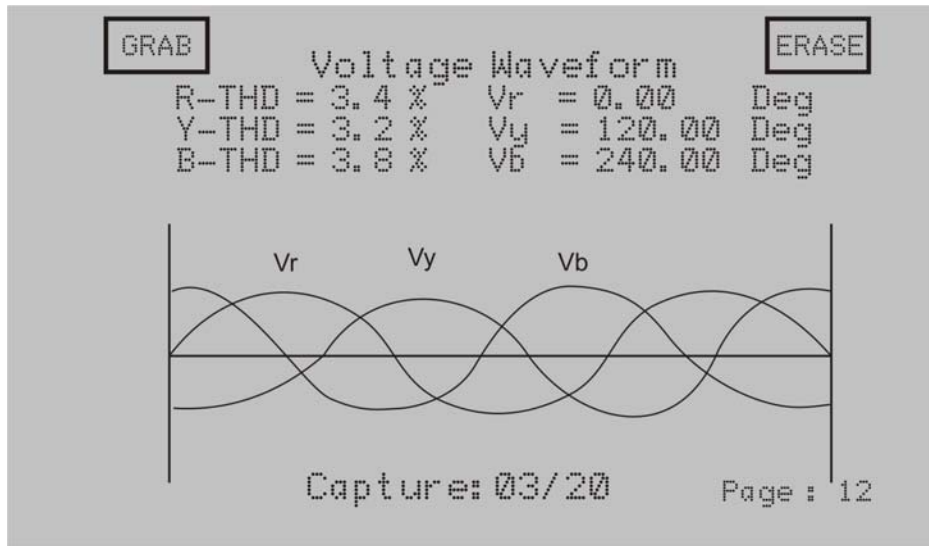 GRAB
ERASE
Voltage Waveform
R-THD = 3.4 % Vr = 0.00 Deg
Y-THD = 3.2 % Vy = 120.00 Deg
B-THD = 3.8 % Vb = 240.00 Deg
Vr Vy Vb
Capture: 03/20
Page : 12